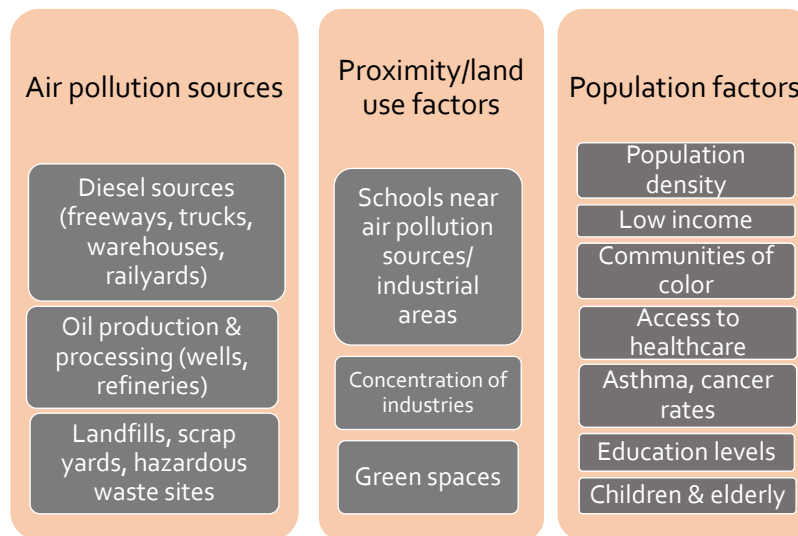 Air pollution sources
Diesel sources
(freeways, trucks,
warehouses,
railyards)
Oil production &
processing (wells,
refineries)
Landfills, scrap
yards, hazardous
waste sites
Proximity/land
use factors
Schools near
air pollution
sources/
industrial
areas
Concentration of
industries
Green spaces
Population factors
Population
density
Low income
Communities of
color
Access to
healthcare
Asthma, cancer
rates
Education levels
Children & elderly